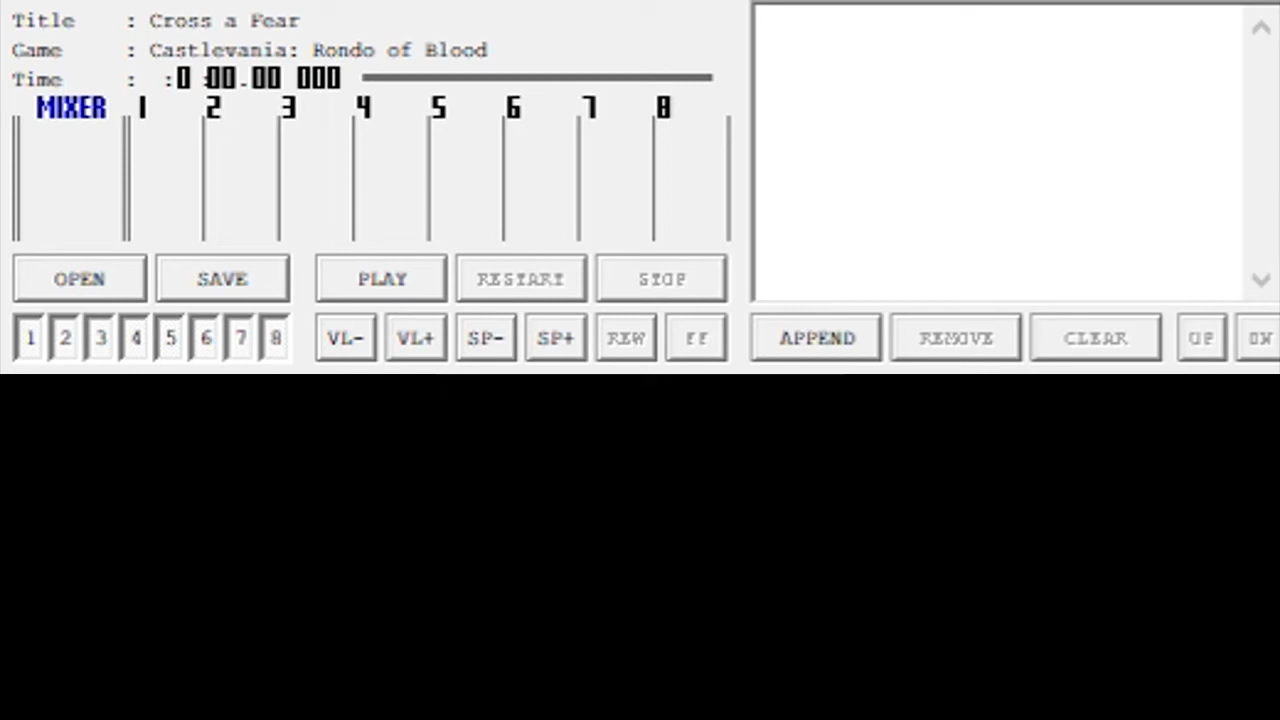 Title : Cross a Fear
Game : Castlevania: Rondo of Blood
Time : :0 :00.00 000
MIXER 1 2 3 4 5 6 7 8
OPEN SAVE PLAY RESTART STOP
1 2 3 4 5 6 7 8 VL- VL+ SP- SP+ REW FF APPEND REMOVE CLEAR UP DW